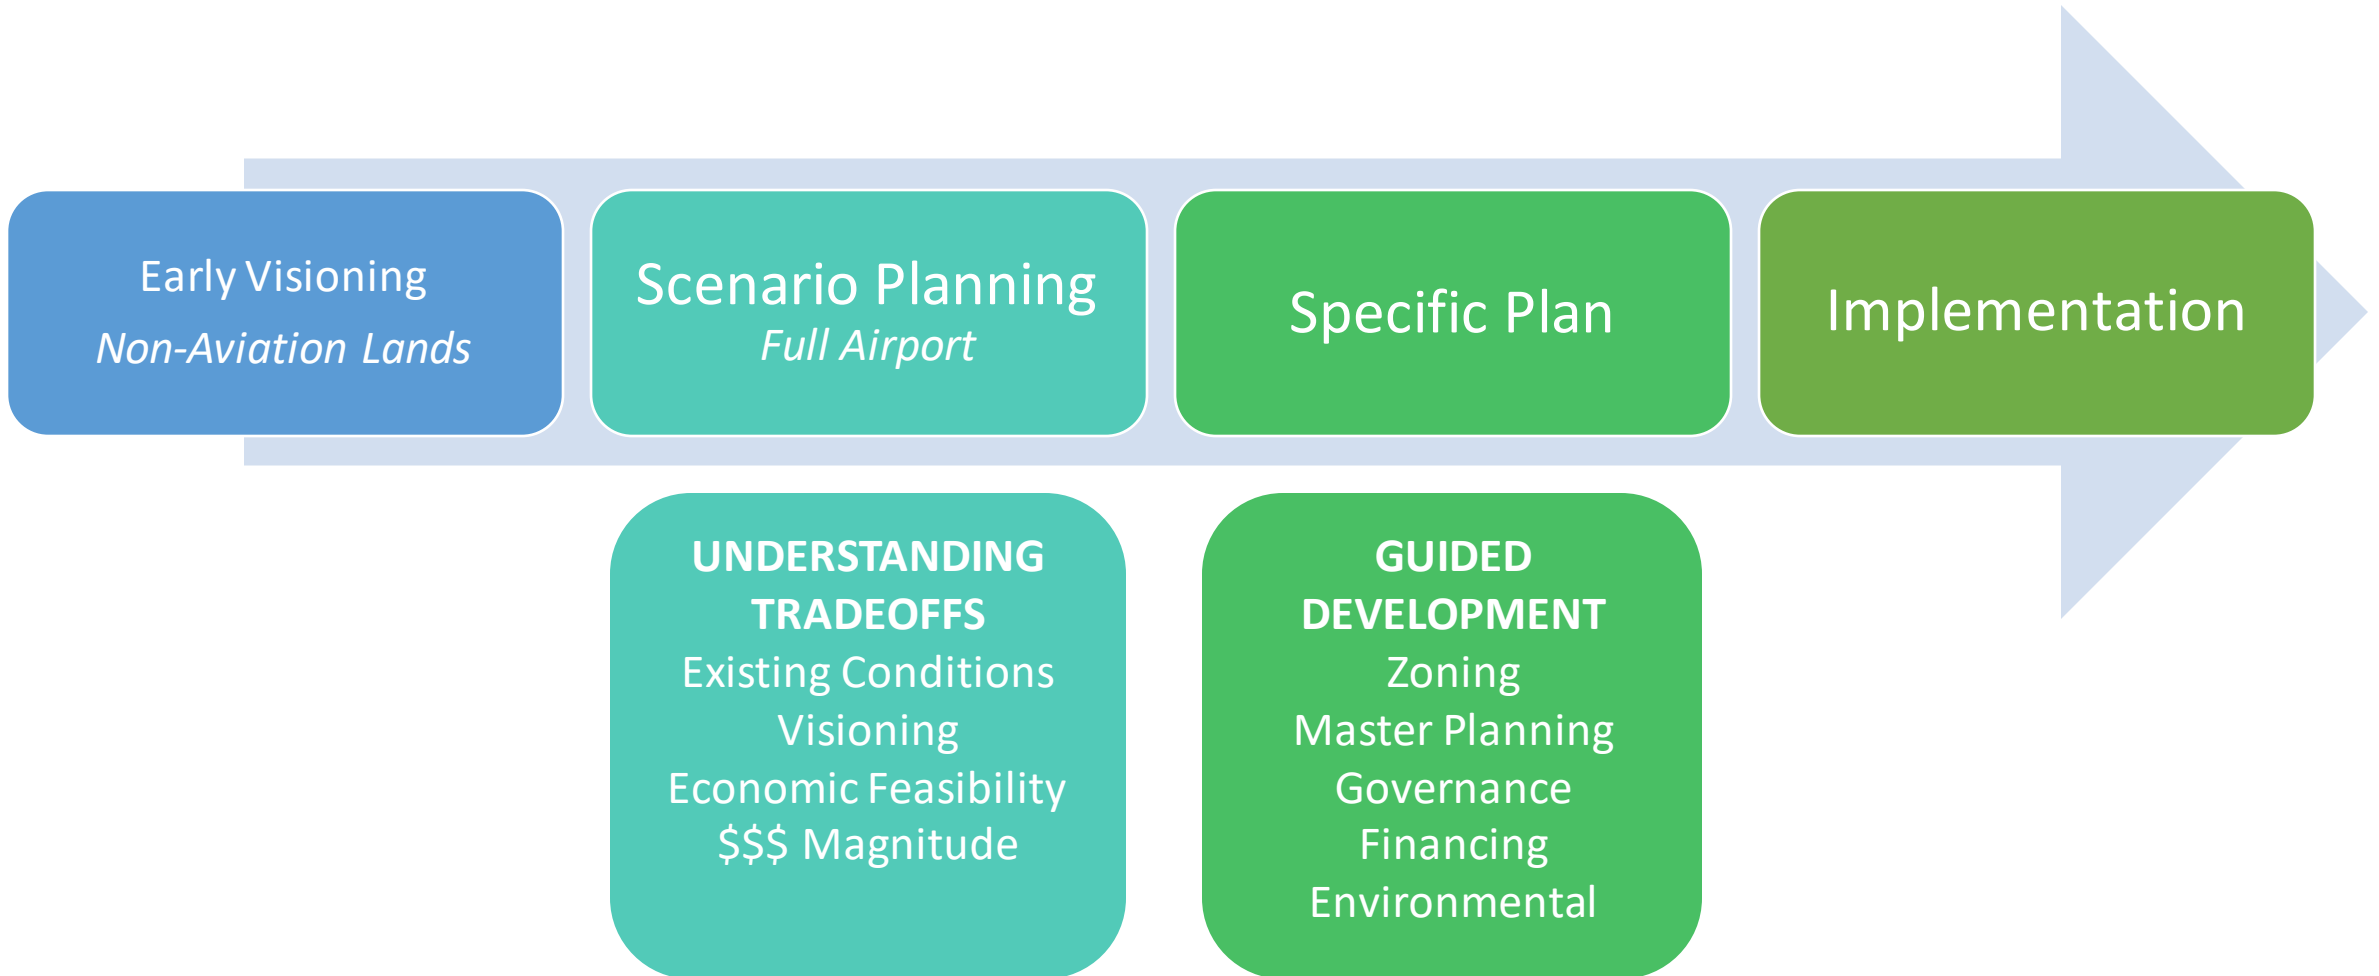 Early Visioning
Non-Aviation Lands
Scenario Planning
Full Airport
Specific Plan
Implementation
UNDERSTANDING
TRADEOFFS
Existing Conditions
Visioning
Economic Feasibility
$$$ Magnitude
GUIDED
DEVELOPMENT
Zoning
Master Planning
Governance
Financing
Environmental